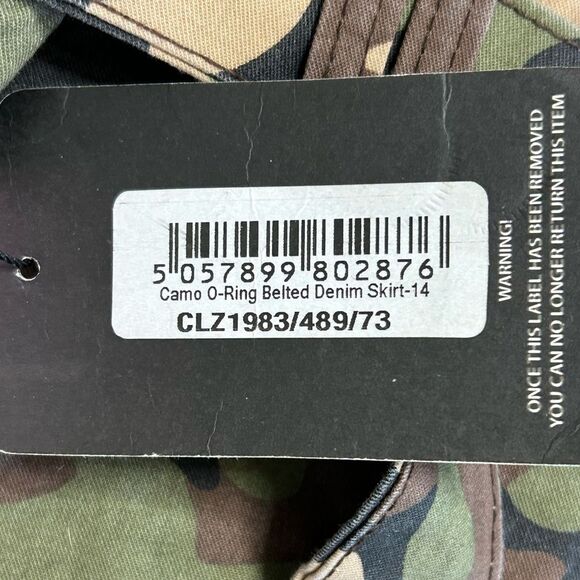 5 057899 802876
Camo O-Ring Belted Denim Skirt-14
CLZ1983/489/73
WARNING!
ONCE THIS LABEL HAS BEEN REMOVED
YOU CAN NO LONGER RETURN THIS ITEM